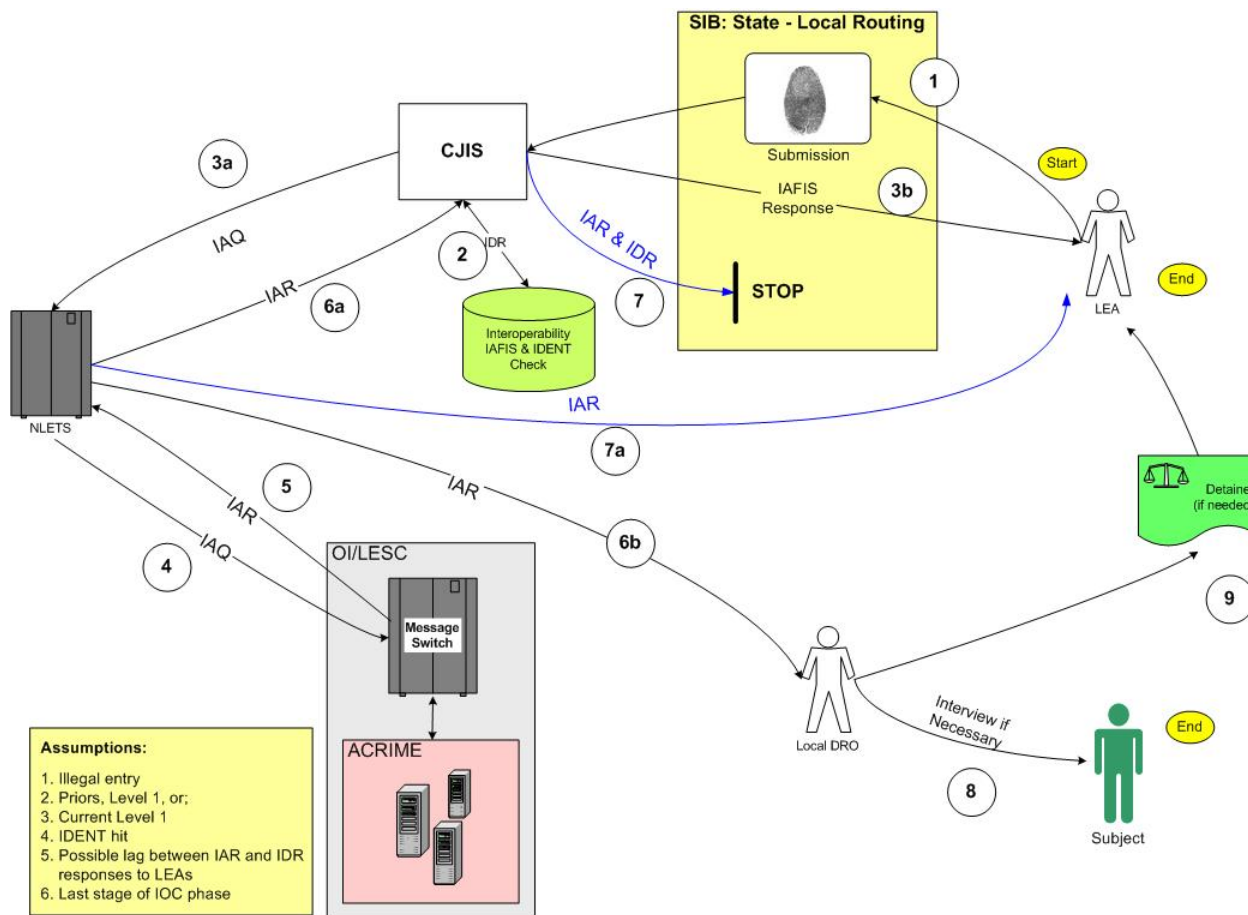 SIB: State - Local Routing
1
Submission
CJIS
3a
Start
IAFIS
Response
3b
IAQ
IAR & IDR
IDR
2
IAR
6a
7
STOP
End
LEA
Interoperability
IAFIS & IDENT
Check
NLETS
IAR
7a
IAR
5
IAR
IAQ
4
6b
Detaine
(if needed
9
OI/LESC
Message
Switch
Local DRO
Interview if
Necessary
End
8
Subject
ACRIME
Assumptions:
1. Illegal entry
2. Priors, Level 1, or;
3. Current Level 1
4. IDENT hit
5. Possible lag between IAR and IDR
responses to LEAs
6. Last stage of IOC phase